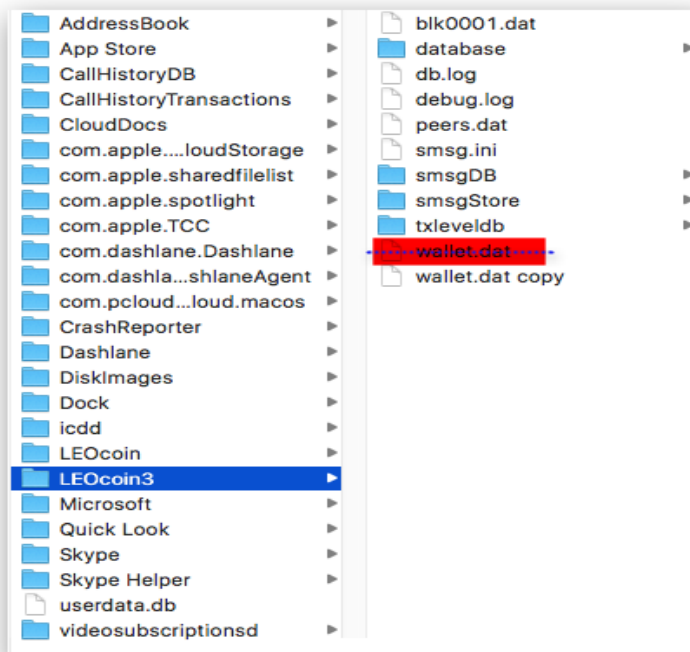 AddressBook
App Store
CallHistoryDB
CallHistoryTransactions
CloudDocs
com.apple....loudStorage
com.apple.sharedfilelist
com.apple.spotlight
com.apple.TCC
com.dashlane.Dashlane
com.dashla...shlaneAgent
com.pcloud...loud.macos
CrashReporter
Dashlane
DiskImages
Dock
icdd
LEOcoin
LEOcoin3
Microsoft
Quick Look
Skype
Skype Helper
userdata.db
videosubscriptionsd
blk0001.dat
database
db.log
debug.log
peers.dat
smsg.ini
smsgDB
smsgStore
txleveldb
wallet.dat
wallet.dat copy